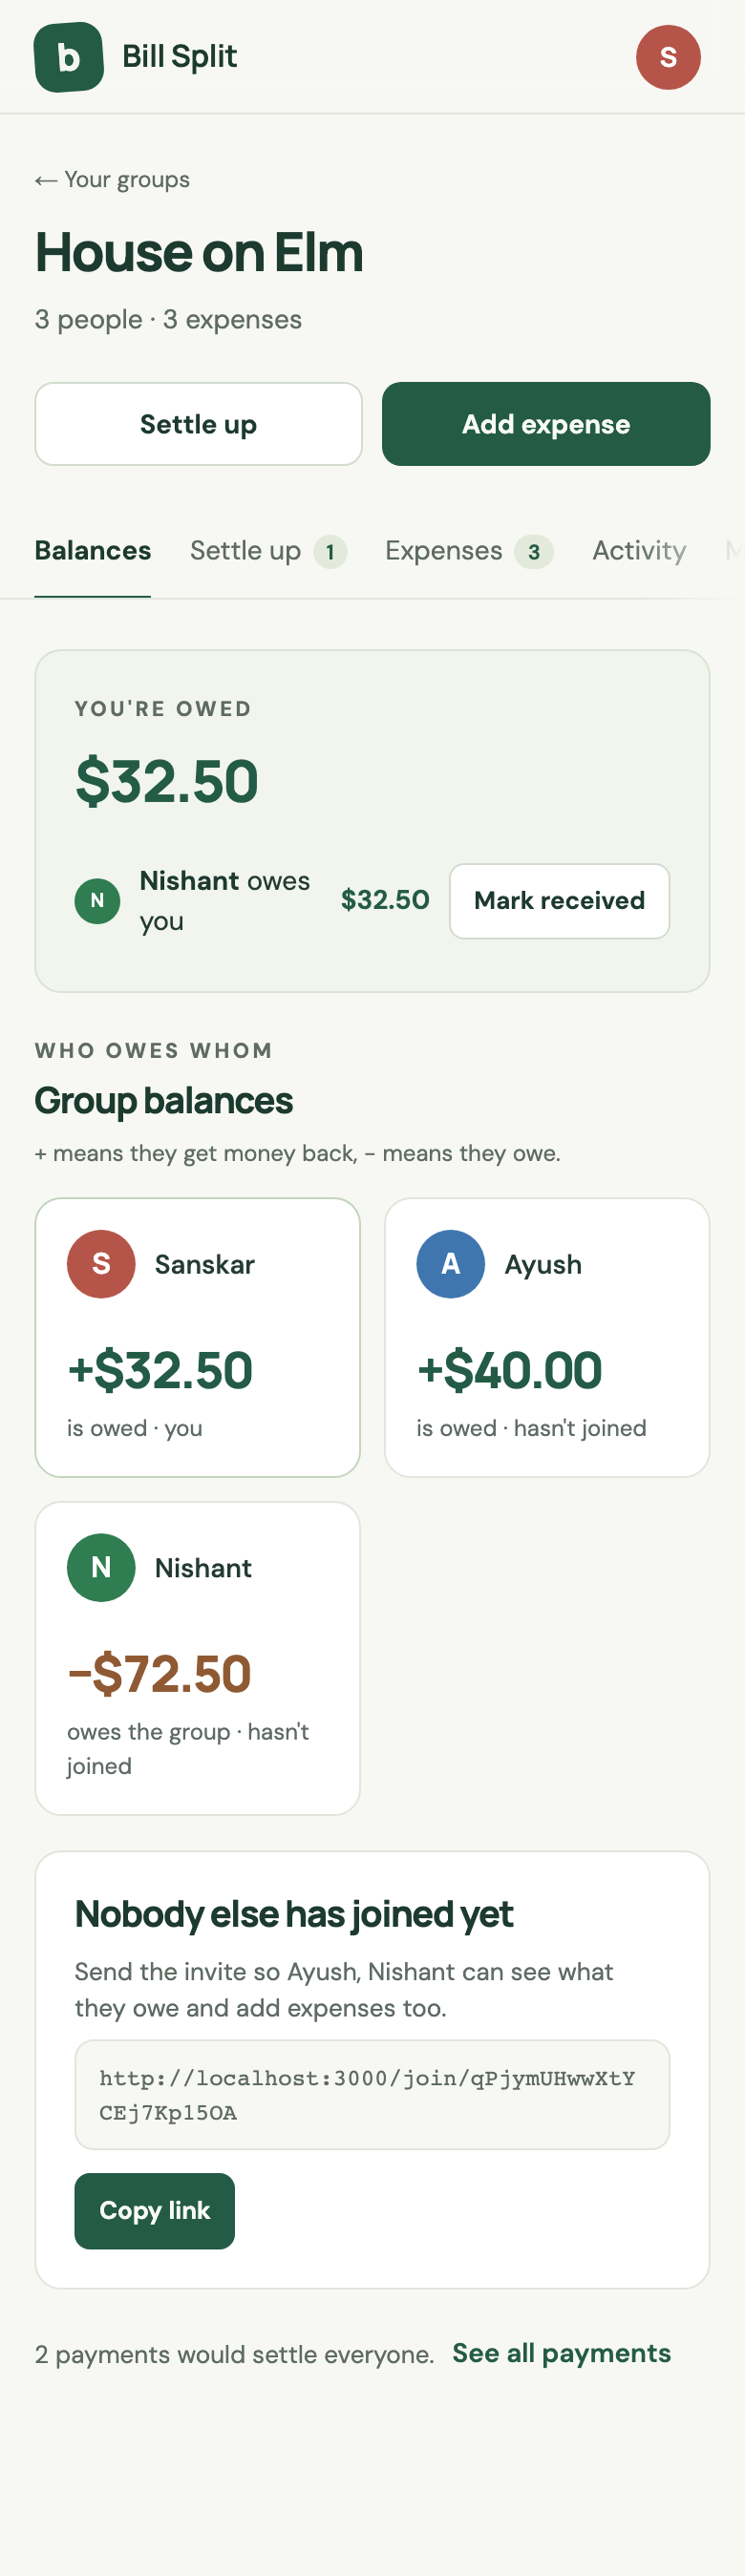 b Bill Split S
← Your groups
House on Elm
3 people · 3 expenses
Settle up Add expense
Balances Settle up 1 Expenses 3 Activity
YOU'RE OWED
$32.50
N Nishant owes you $32.50 Mark received
WHO OWES WHOM
Group balances
+ means they get money back, − means they owe.
S Sanskar
+$32.50
is owed · you
A Ayush
+$40.00
is owed · hasn't joined
N Nishant
−$72.50
owes the group · hasn't
joined
Nobody else has joined yet
Send the invite so Ayush, Nishant can see what
they owe and add expenses too.
http://localhost:3000/join/qPjymUHwwXtY
CEj7Kp15OA
Copy link
2 payments would settle everyone. See all payments